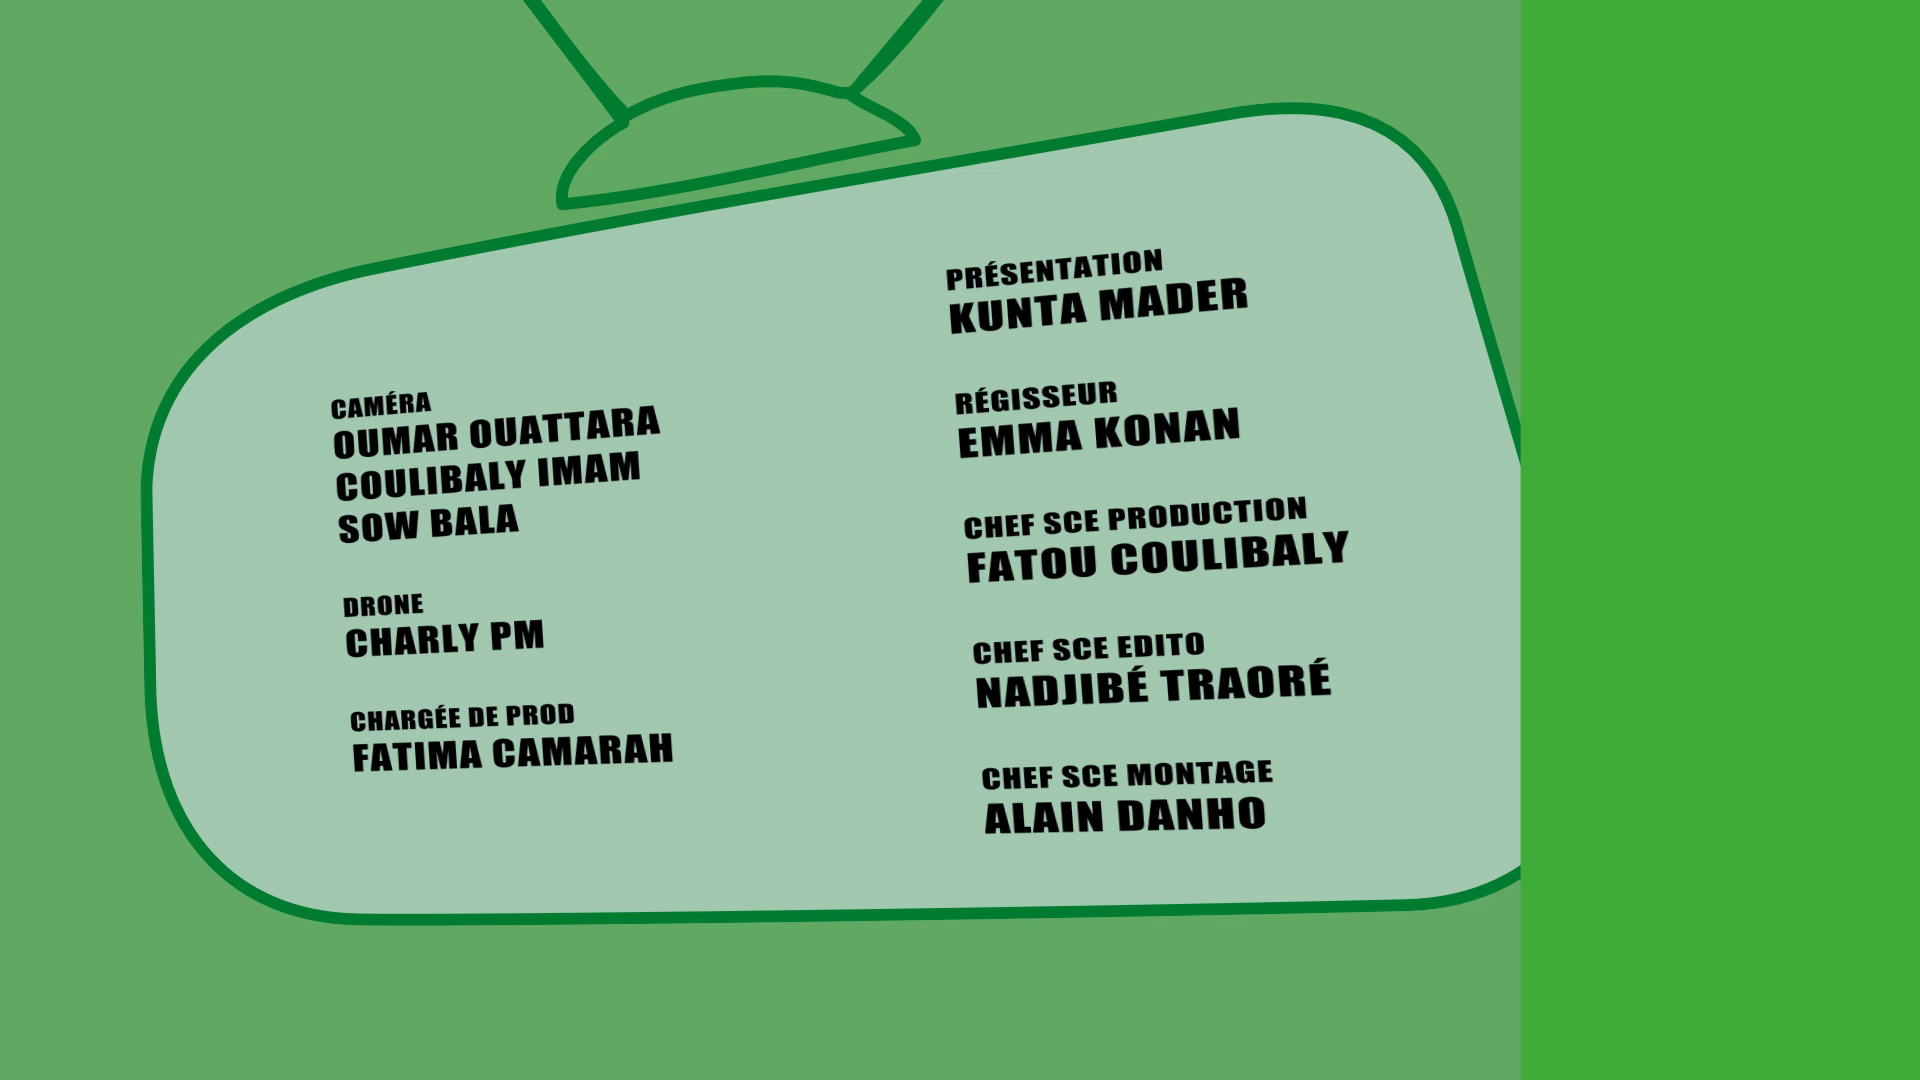 CAMÉRA
OUMAR OUATTARA
COULIBALY IMAM
SOW BALA
DRONE
CHARLY PM
CHARGÉE DE PROD
FATIMA CAMARAH
PRÉSENTATION
KUNTA MADER
RÉGISSEUR
EMMA KONAN
CHEF SCE PRODUCTION
FATOU COULIBALY
CHEF SCE EDITO
NADJIBÉ TRAORÉ
CHEF SCE MONTAGE
ALAIN DANHO